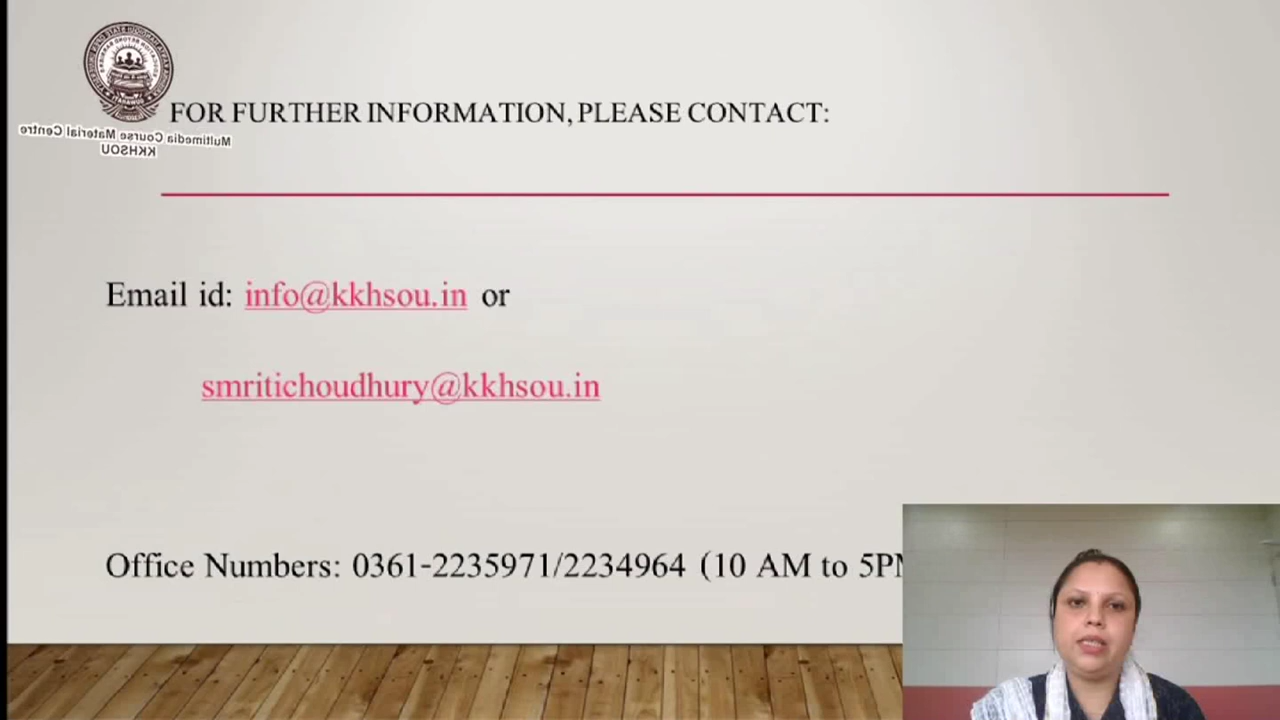 FOR FURTHER INFORMATION, PLEASE CONTACT:
Multimedia Course Material Centre
KKHSOU
Email id: info@kkhsou.in or
smritichoudhury@kkhsou.in
Office Numbers: 0361-2235971/2234964 (10 AM to 5PM